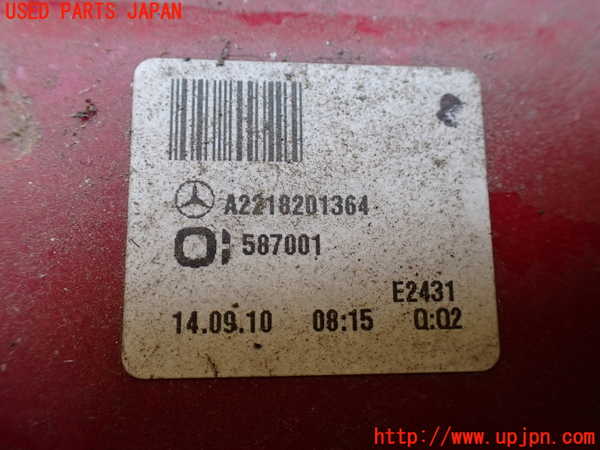 USED PARTS JAPAN
A2218201364
587001
E2431
14.09.10 08:15 Q:02
http://www.upjpn.com/